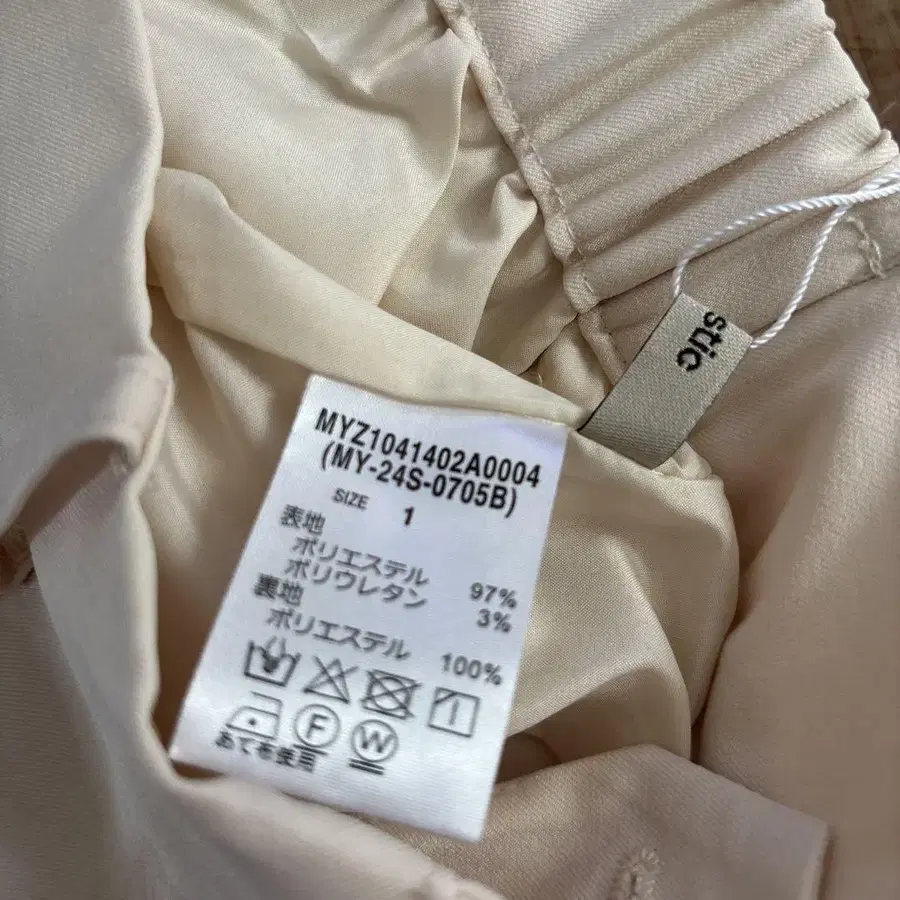 stic
MYZ1041402A0004
(MY-24S-0705B)
SIZE 1
表地
ポリエステル 97%
ポリウレタン 3%
裏地
ポリエステル 100%
F W
あて布使用